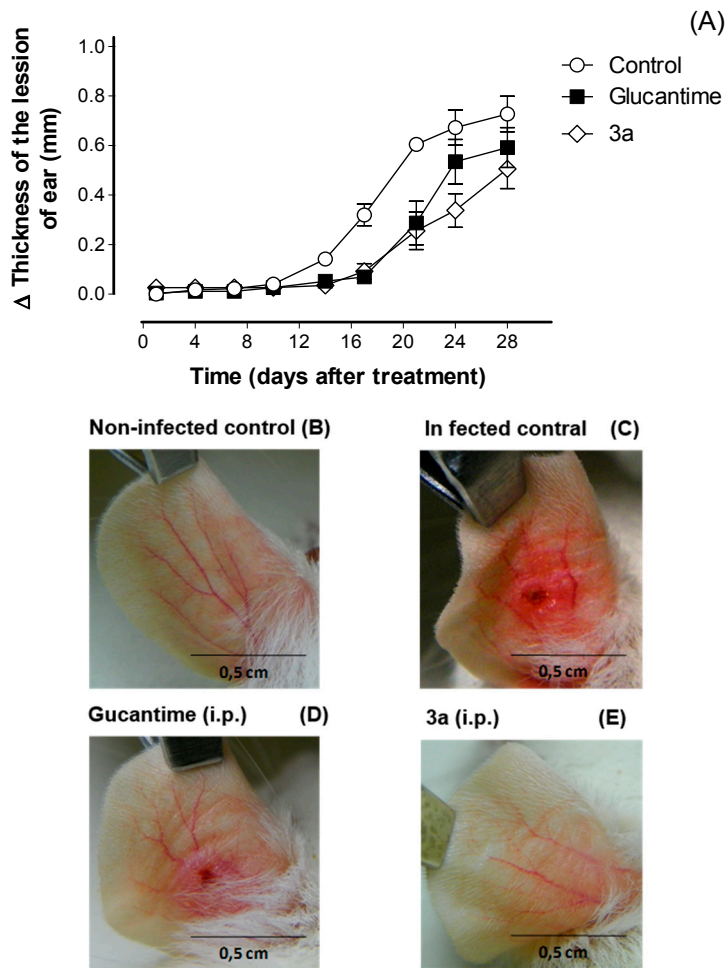 (A)
Δ Thickness of the lession
of ear (mm)
1.0
0.8
0.6
0.4
0.2
0.0
0 4 8 12 16 20 24 28
Time (days after treatment)
Control
Glucantime
3a
Non-infected control (B)
In fected contral (C)
0,5 cm
0,5 cm
Gucantime (i.p.) (D)
3a (i.p.) (E)
0,5 cm
0,5 cm